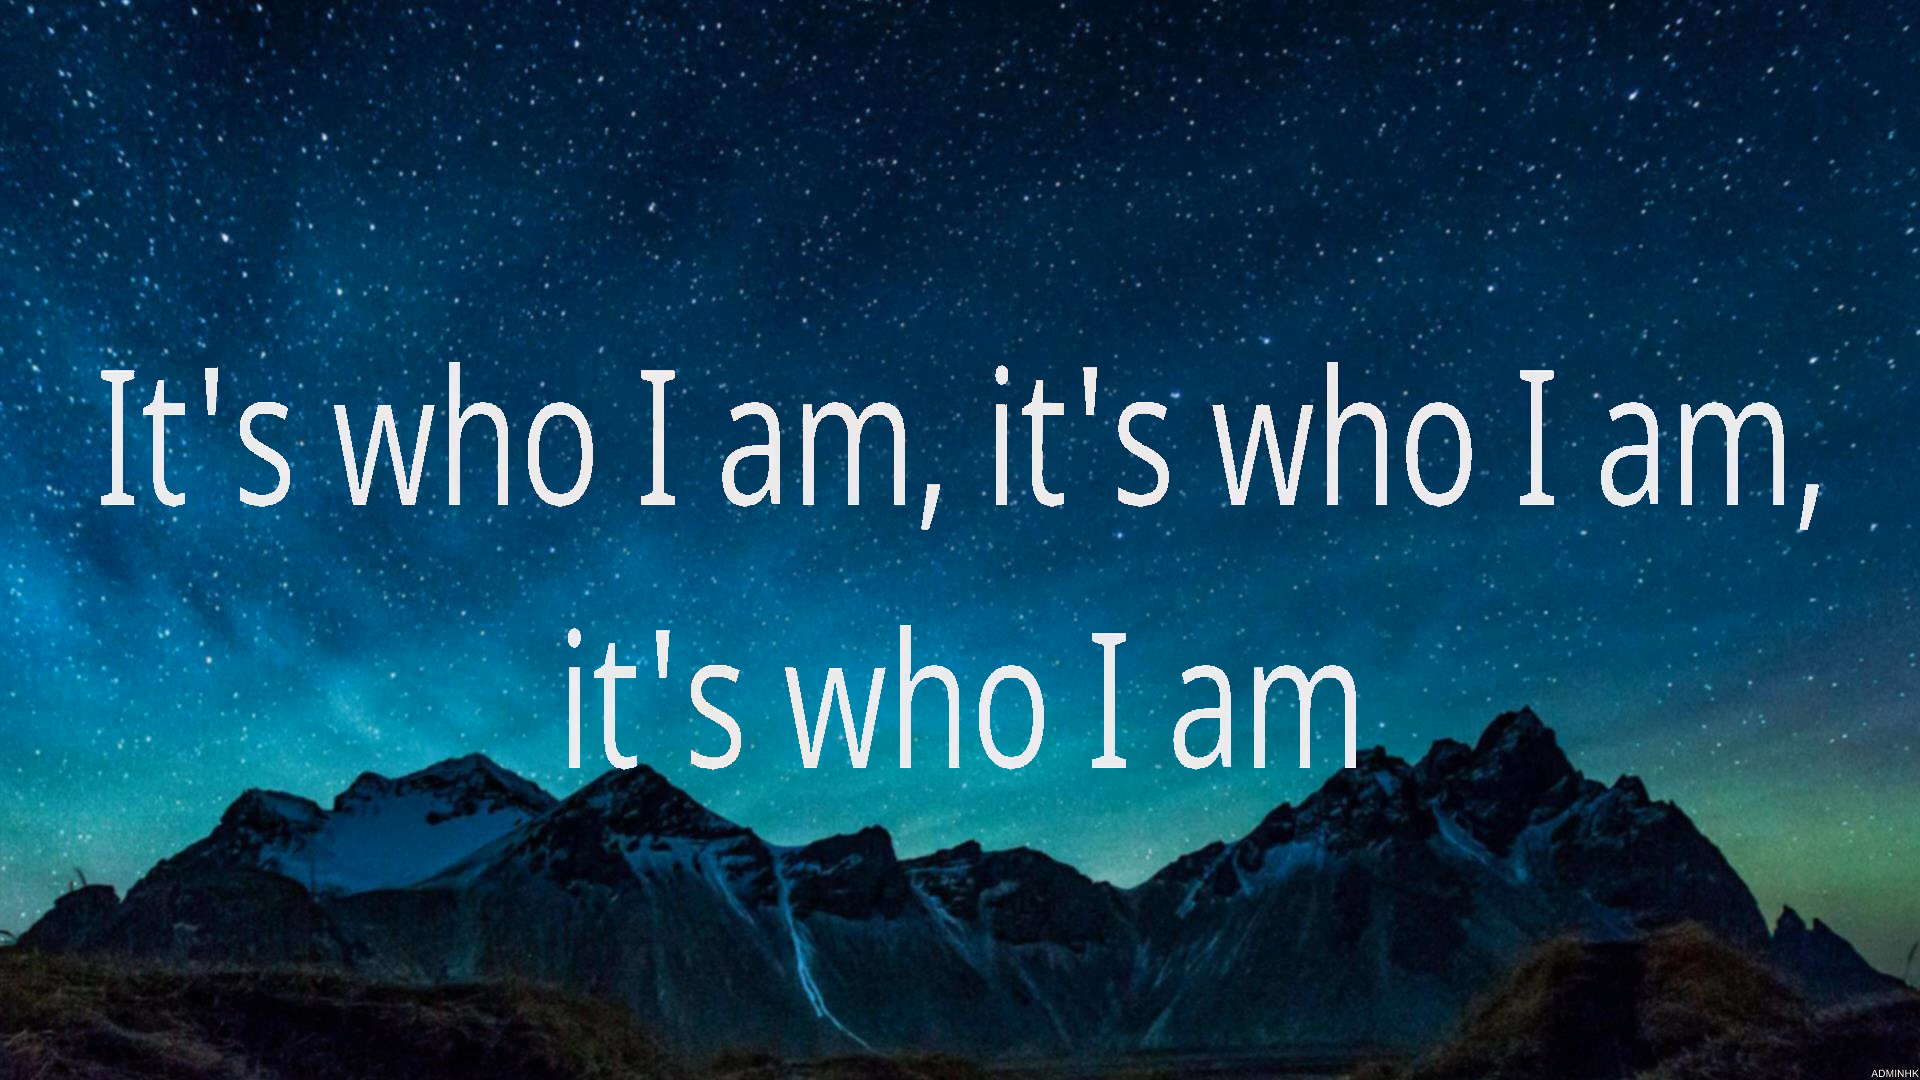 It's who I am, it's who I am,
it's who I am
ADMINHK